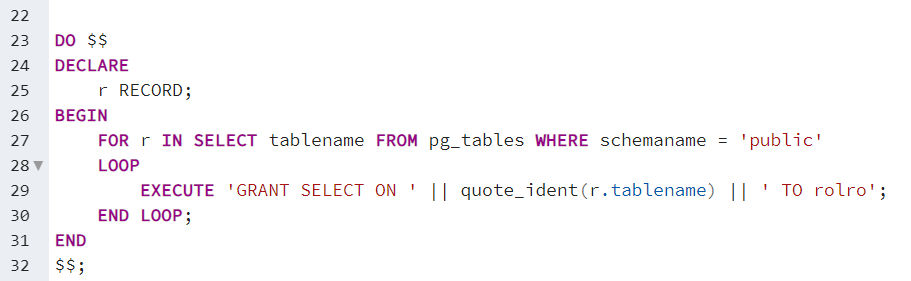 22
23 DO $$
24 DECLARE
25     r RECORD;
26 BEGIN
27     FOR r IN SELECT tablename FROM pg_tables WHERE schemaname = 'public'
28     LOOP
29         EXECUTE 'GRANT SELECT ON ' || quote_ident(r.tablename) || ' TO rolro';
30     END LOOP;
31 END
32 $$;